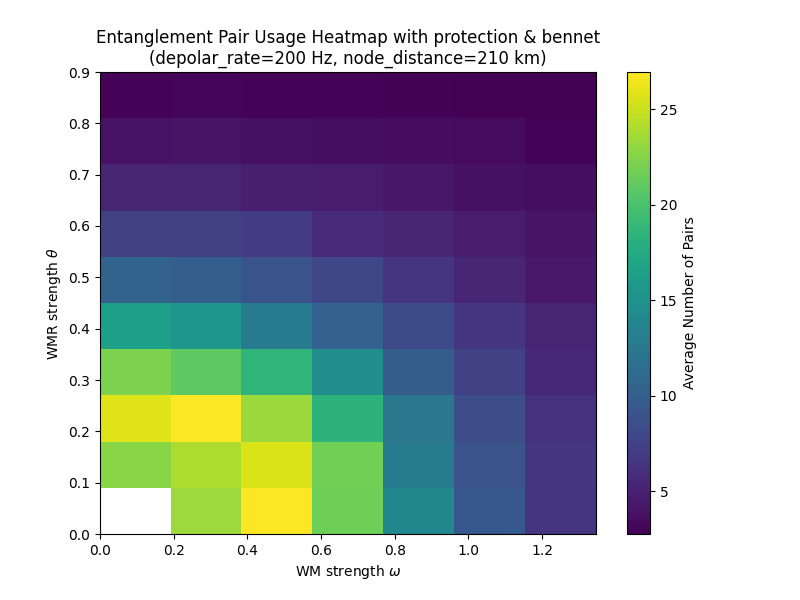 Entanglement Pair Usage Heatmap with protection & bennet
(depolar_rate=200 Hz, node_distance=210 km)
0.9
0.8
0.7
0.6
0.5
0.4
0.3
0.2
0.1
0.0
WMR strength θ
0.0 0.2 0.4 0.6 0.8 1.0 1.2
WM strength ω
25
20
15
10
5
Average Number of Pairs